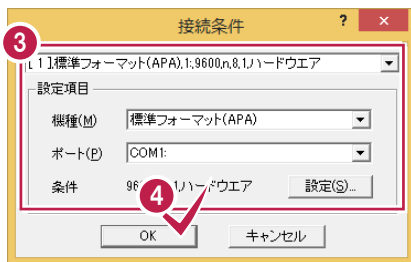 接続条件
? ×
3
[ 1 ],標準フォーマット(APA),1:,9600,n,8,1,ハードウエア
設定項目
機種(M) 標準フォーマット(APA)
ポート(P) COM1:
条件 ハードウエア 設定(S)...
4
OK キャンセル